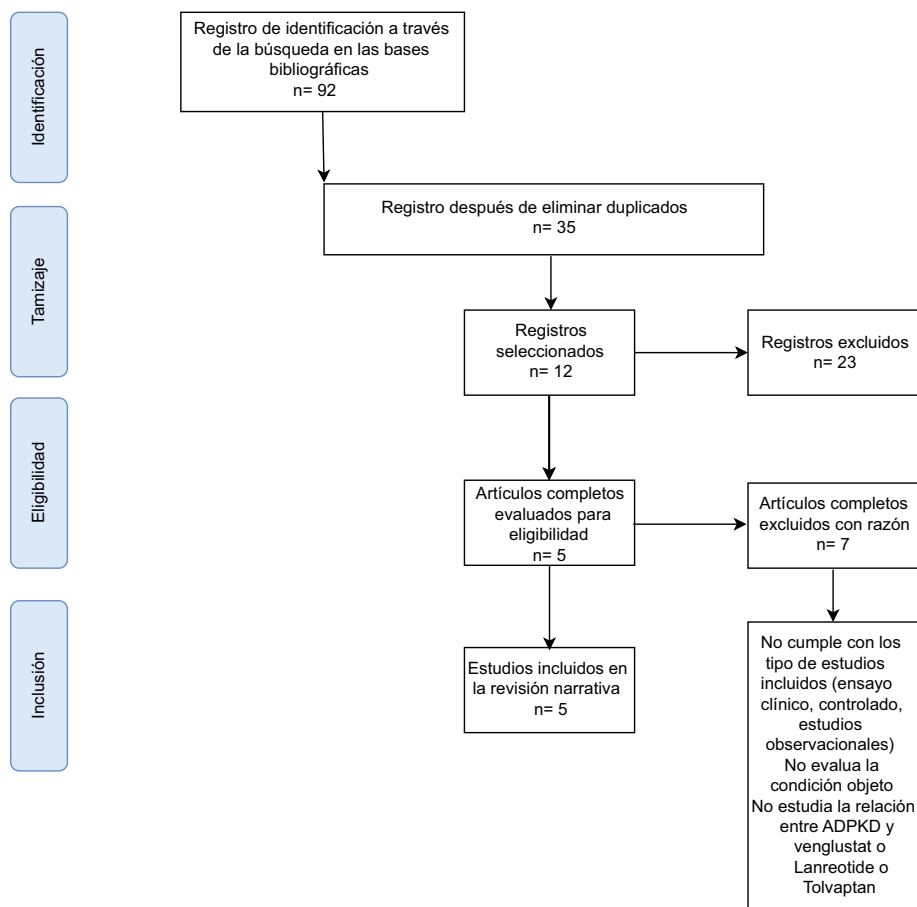 Identificación
Registro de identificación a través
de la búsqueda en las bases
bibliográficas
n= 92
Tamizaje
Registro después de eliminar duplicados
n= 35
Registros
seleccionados
n= 12
Registros excluidos
n= 23
Eligibilidad
Artículos completos
evaluados para
eligibilidad
n= 5
Artículos completos
excluidos con razón
n= 7
Inclusión
Estudios incluidos en
la revisión narrativa
n= 5
No cumple con los
tipo de estudios
incluidos (ensayo
clínico, controlado,
estudios
observacionales)
No evalua la
condición objeto
No estudia la relación
entre ADPKD y
venglustat o
Lanreotide o
Tolvaptan